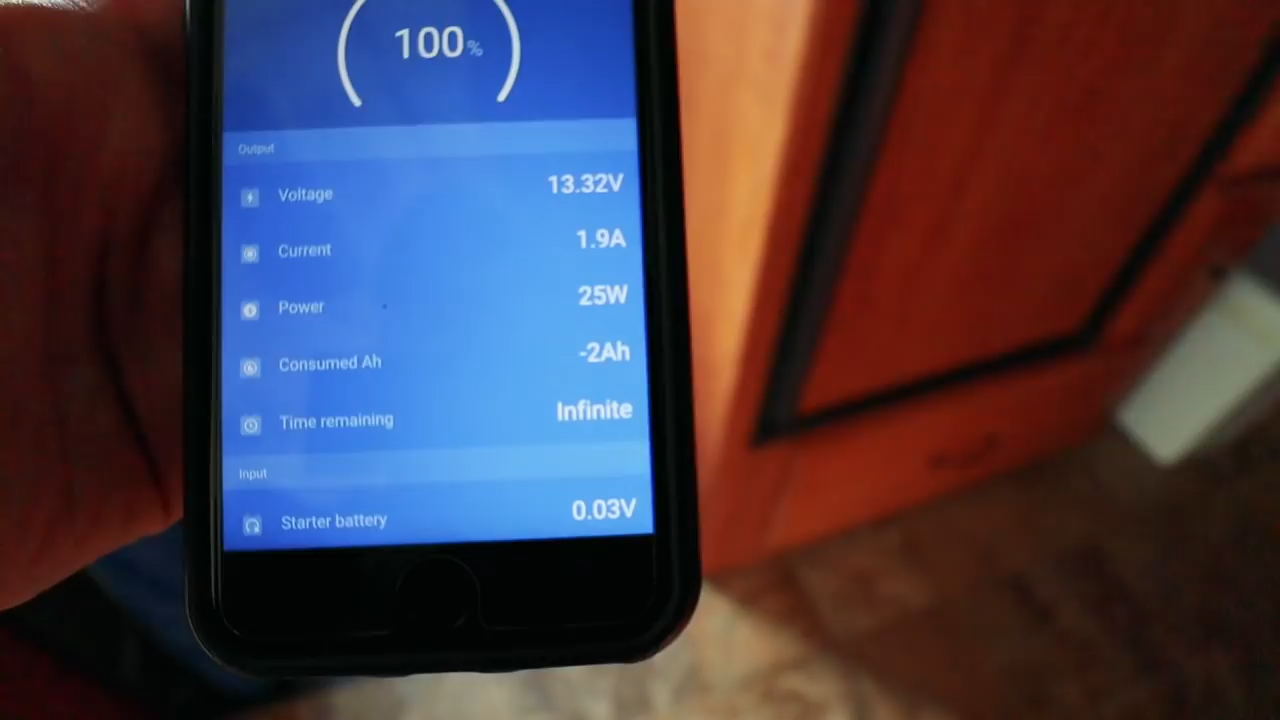 100%
Output
Voltage 13.32V
Current 1.9A
Power 25W
Consumed Ah -2Ah
Time remaining Infinite
Input
Starter battery 0.03V